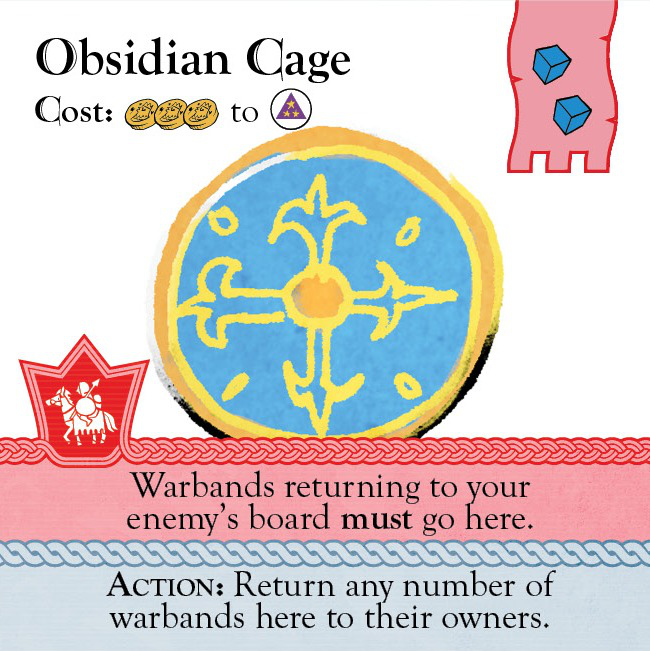 Obsidian Cage
Cost: to
Warbands returning to your
enemy's board must go here.
ACTION: Return any number of
warbands here to their owners.